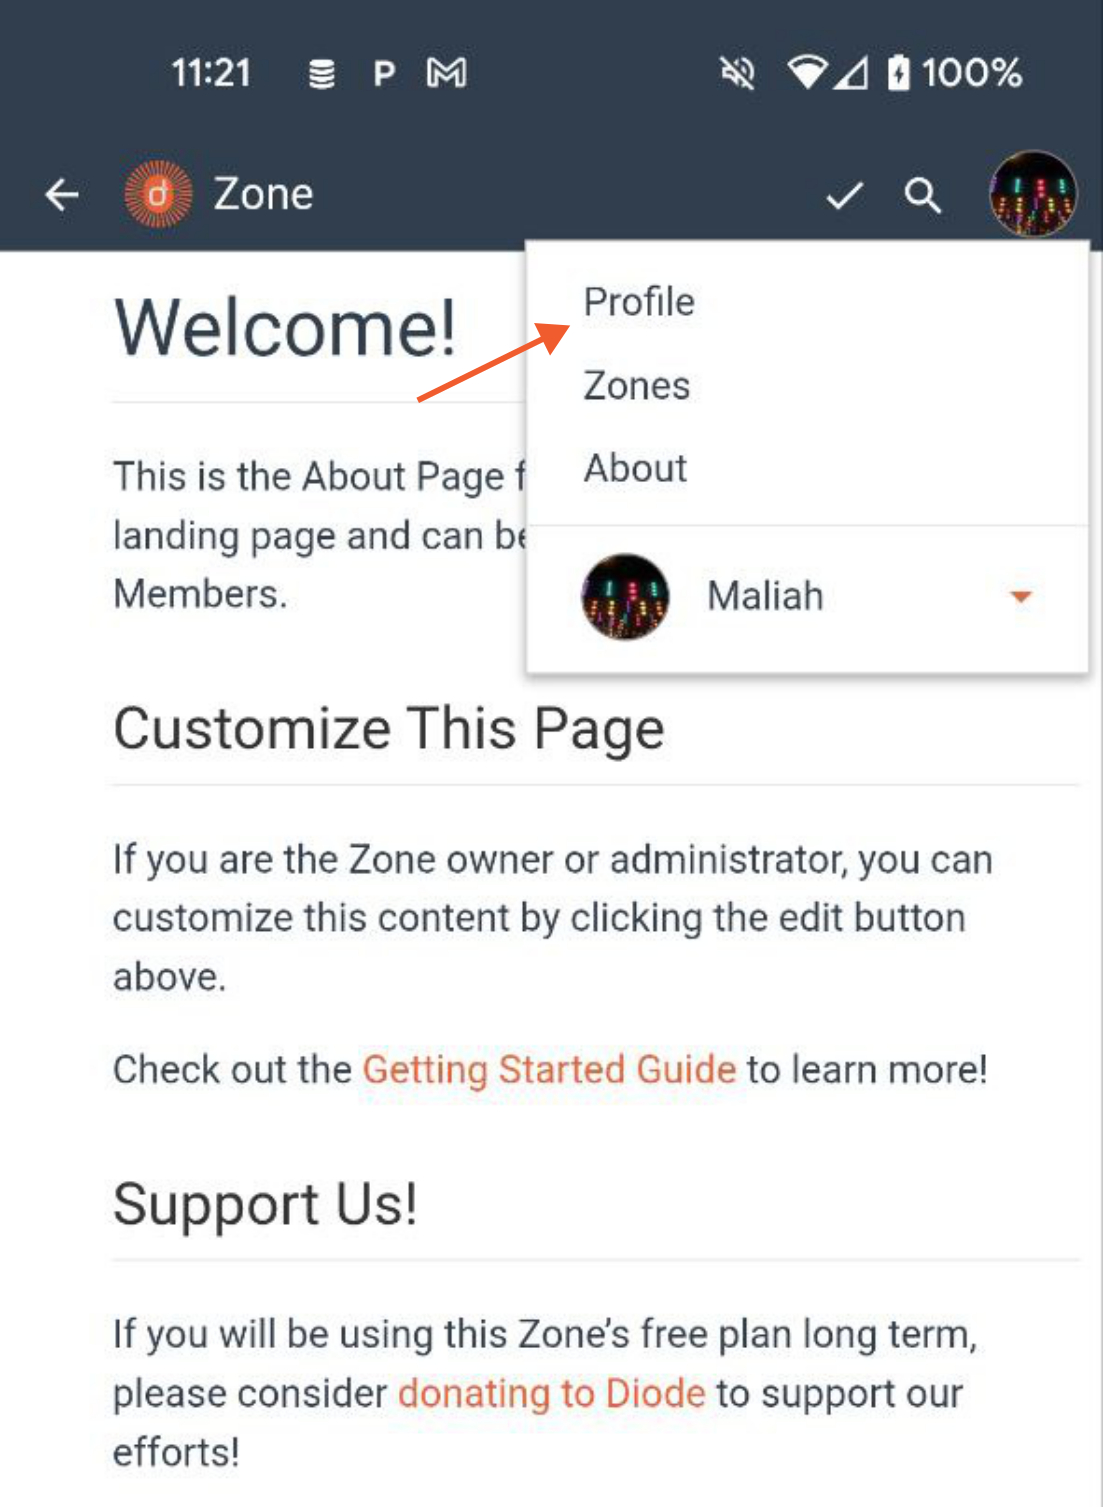 11:21 P 100%
d Zone
Profile
Zones
About
Maliah
Welcome!
This is the About Page f
landing page and can be
Members.
Customize This Page
If you are the Zone owner or administrator, you can
customize this content by clicking the edit button
above.
Check out the Getting Started Guide to learn more!
Support Us!
If you will be using this Zone’s free plan long term,
please consider donating to Diode to support our
efforts!